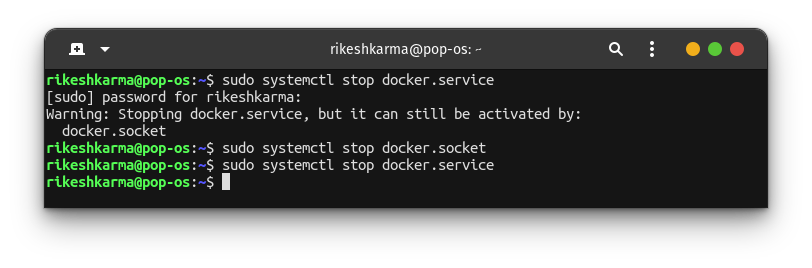 rikeshkarma@pop-os: ~
rikeshkarma@pop-os:~$ sudo systemctl stop docker.service
[sudo] password for rikeshkarma:
Warning: Stopping docker.service, but it can still be activated by:
  docker.socket
rikeshkarma@pop-os:~$ sudo systemctl stop docker.socket
rikeshkarma@pop-os:~$ sudo systemctl stop docker.service
rikeshkarma@pop-os:~$